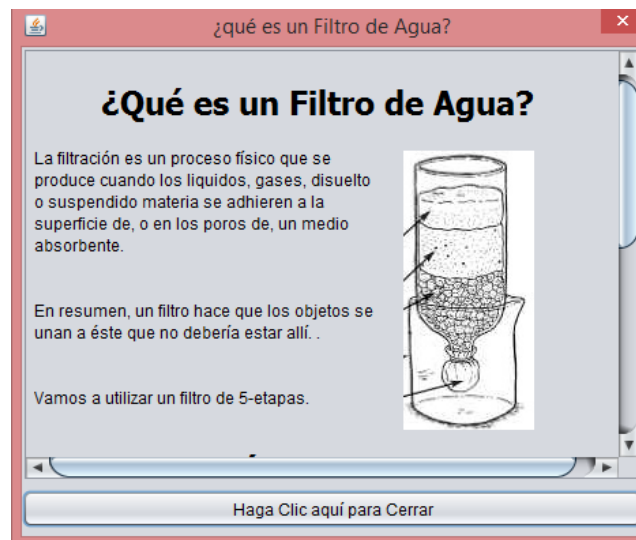 ¿qué es un Filtro de Agua?
¿Qué es un Filtro de Agua?
La filtración es un proceso físico que se
produce cuando los liquidos, gases, disuelto
o suspendido materia se adhieren a la
superficie de, o en los poros de, un medio
absorbente.
En resumen, un filtro hace que los objetos se
unan a éste que no debería estar allí. .
Vamos a utilizar un filtro de 5-etapas.
Haga Clic aquí para Cerrar